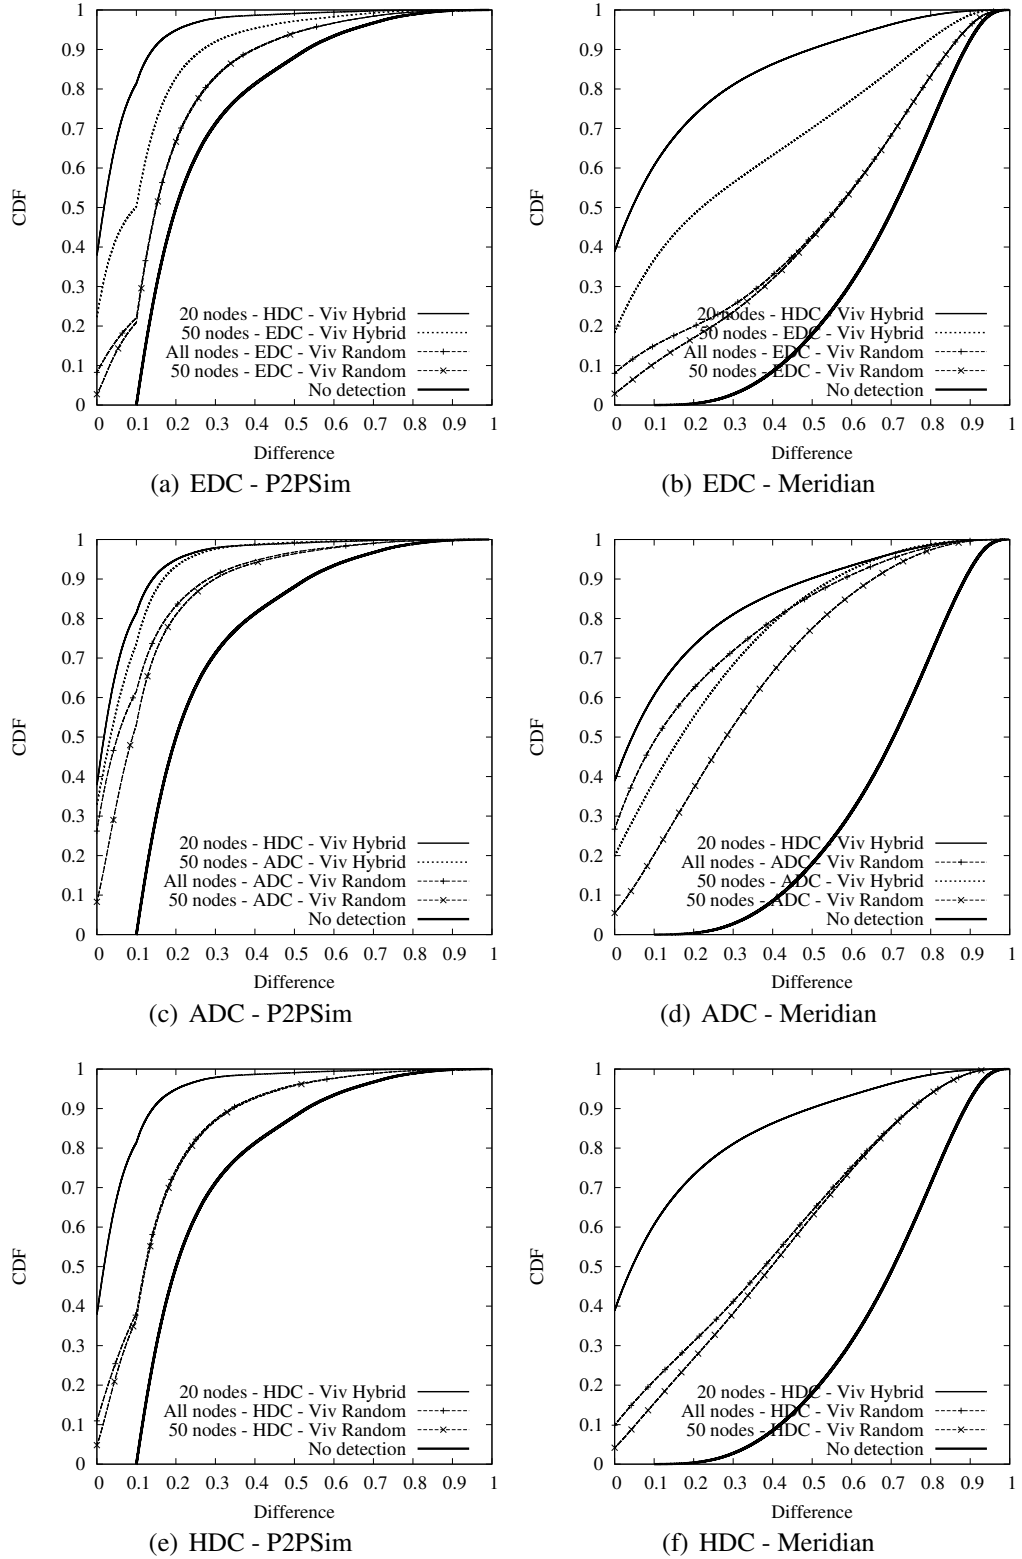 1
0.9
0.8
0.7
0.6
0.5
0.4
0.3
0.2
0.1
0
CDF
20 nodes - HDC - Viv Hybrid
50 nodes - EDC - Viv Hybrid
All nodes - EDC - Viv Random
50 nodes - EDC - Viv Random
No detection
0 0.1 0.2 0.3 0.4 0.5 0.6 0.7 0.8 0.9 1
Difference
(a) EDC - P2PSim
1
0.9
0.8
0.7
0.6
0.5
0.4
0.3
0.2
0.1
0
CDF
20 nodes - HDC - Viv Hybrid
50 nodes - EDC - Viv Hybrid
All nodes - EDC - Viv Random
50 nodes - EDC - Viv Random
No detection
0 0.1 0.2 0.3 0.4 0.5 0.6 0.7 0.8 0.9 1
Difference
(b) EDC - Meridian
1
0.9
0.8
0.7
0.6
0.5
0.4
0.3
0.2
0.1
0
CDF
20 nodes - HDC - Viv Hybrid
50 nodes - ADC - Viv Hybrid
All nodes - ADC - Viv Random
50 nodes - ADC - Viv Random
No detection
0 0.1 0.2 0.3 0.4 0.5 0.6 0.7 0.8 0.9 1
Difference
(c) ADC - P2PSim
1
0.9
0.8
0.7
0.6
0.5
0.4
0.3
0.2
0.1
0
CDF
20 nodes - HDC - Viv Hybrid
All nodes - ADC - Viv Random
50 nodes - ADC - Viv Hybrid
50 nodes - ADC - Viv Random
No detection
0 0.1 0.2 0.3 0.4 0.5 0.6 0.7 0.8 0.9 1
Difference
(d) ADC - Meridian
1
0.9
0.8
0.7
0.6
0.5
0.4
0.3
0.2
0.1
0
CDF
20 nodes - HDC - Viv Hybrid
All nodes - HDC - Viv Random
50 nodes - HDC - Viv Random
No detection
0 0.1 0.2 0.3 0.4 0.5 0.6 0.7 0.8 0.9 1
Difference
(e) HDC - P2PSim
1
0.9
0.8
0.7
0.6
0.5
0.4
0.3
0.2
0.1
0
CDF
20 nodes - HDC - Viv Hybrid
All nodes - HDC - Viv Random
50 nodes - HDC - Viv Random
No detection
0 0.1 0.2 0.3 0.4 0.5 0.6 0.7 0.8 0.9 1
Difference
(f) HDC - Meridian